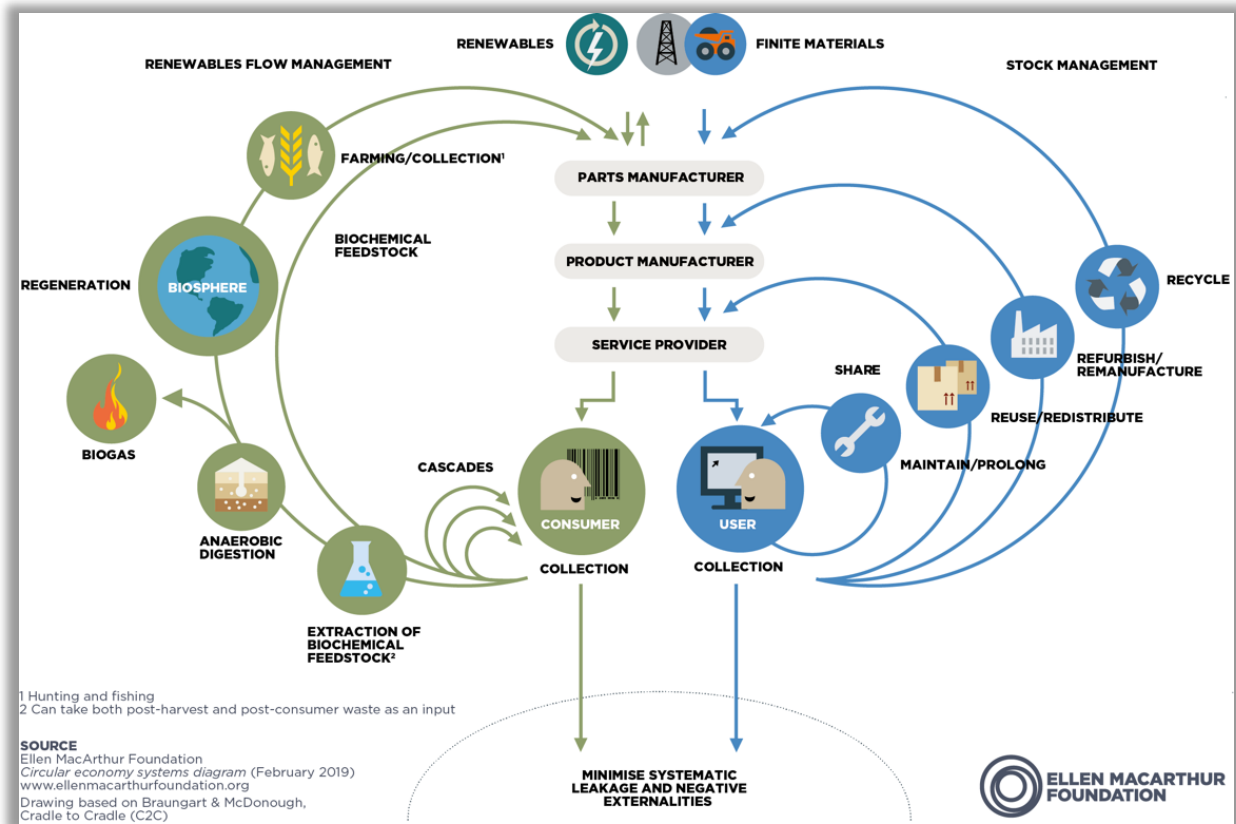 RENEWABLES
FINITE MATERIALS
RENEWABLES FLOW MANAGEMENT
STOCK MANAGEMENT
FARMING/COLLECTION¹
PARTS MANUFACTURER
BIOCHEMICAL
FEEDSTOCK
PRODUCT MANUFACTURER
REGENERATION
BIOSPHERE
RECYCLE
SERVICE PROVIDER
SHARE
REFURBISH/
REMANUFACTURE
REUSE/REDISTRIBUTE
BIOGAS
CASCADES
MAINTAIN/PROLONG
ANAEROBIC
DIGESTION
CONSUMER
USER
COLLECTION
COLLECTION
EXTRACTION OF
BIOCHEMICAL
FEEDSTOCK²
1 Hunting and fishing
2 Can take both post-harvest and post-consumer waste as an input
SOURCE
Ellen MacArthur Foundation
Circular economy systems diagram (February 2019)
www.ellenmacarthurfoundation.org
Drawing based on Braungart & McDonough,
Cradle to Cradle (C2C)
MINIMISE SYSTEMATIC
LEAKAGE AND NEGATIVE
EXTERNALITIES
ELLEN MACARTHUR
FOUNDATION